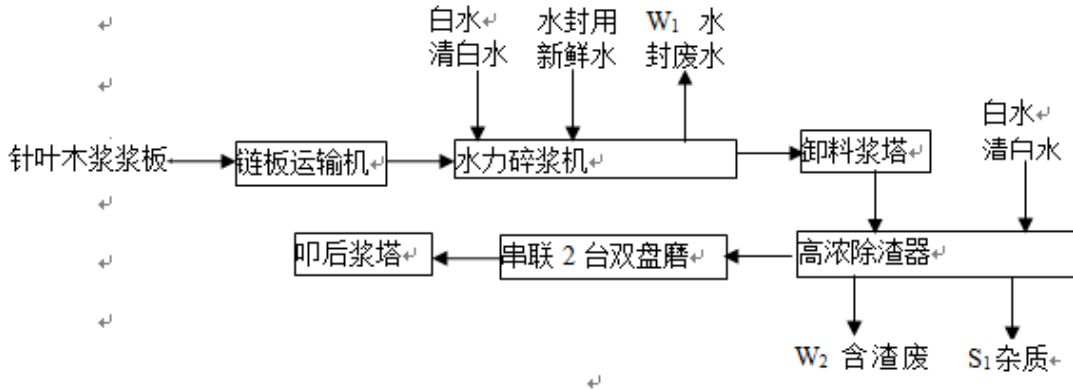 白水
清白水
水封用
新鲜水
W₁ 水
封废水
白水
清白水
针叶木浆浆板
链板运输机
水力碎浆机
卸料浆塔
叩后浆塔
串联 2 台双盘磨
高浓除渣器
W₂ 含渣废
S₁杂质